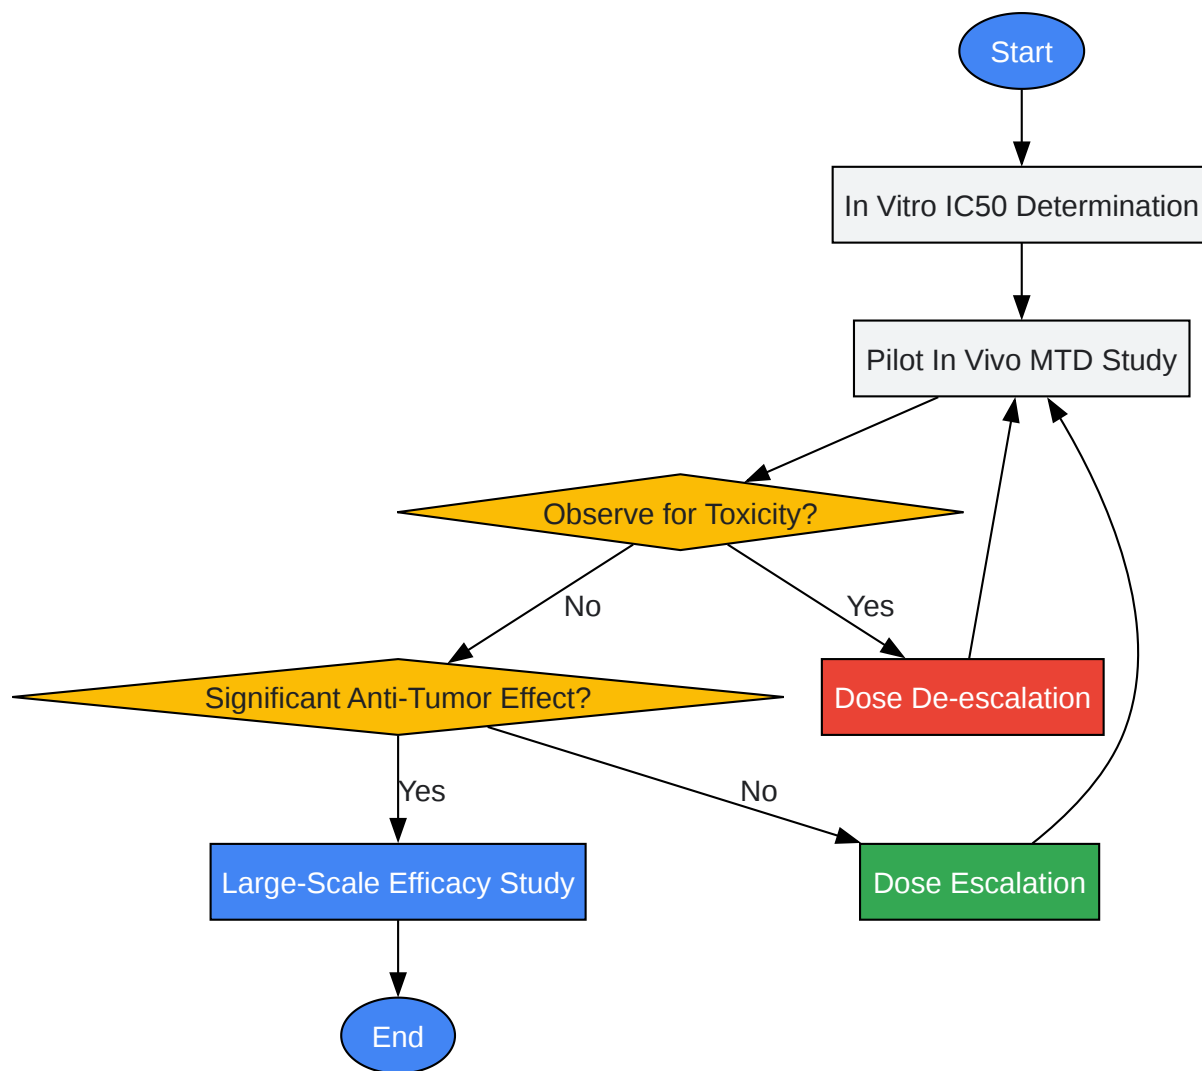 Start
In Vitro IC50 Determination
Pilot In Vivo MTD Study
Observe for Toxicity?
No
Yes
Significant Anti-Tumor Effect?
Dose De-escalation
Yes
No
Large-Scale Efficacy Study
Dose Escalation
End